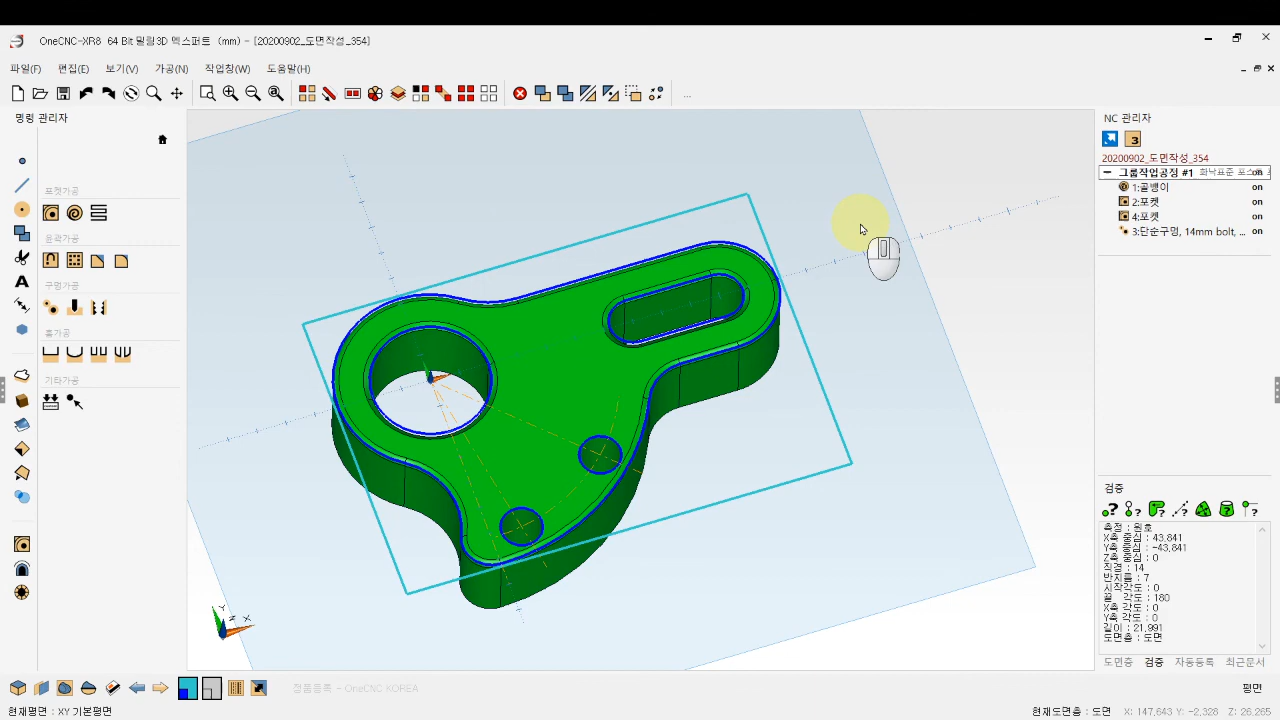 OneCNC-XR8 64 Bit 밀링3D 엑스퍼트 (mm) - [20200902_도면작성_354]
파일(F) 편집(E) 보기(V) 가공(N) 작업창(W) 도움말(H)
명령 관리자
포켓가공
윤곽가공
구멍가공
홈가공
기타가공
NC 관리자
20200902_도면작성_354
그룹작업공정 #1 화낙표준 on
1:골뱅이 on
2:포켓 on
4:포켓 on
3:단순구멍, 14mm bolt, ... on
검증
측정 : 원호
X축 중심 : 43,841
Y축 중심 : -43,841
Z축 중심 : 0
직경 : 14
반지름 : 7
시작각도 : 0
끝 각도 : 180
X축 각도 : 0
Y축 각도 : 0
길이 : 21,991
도면층 : 도면
도면층 검증 자동등록 최근문서
정품등록 - OneCNC KOREA
평면
현재평면 : XY 기본평면
현재도면층 : 도면 X: 147,643 Y: -2,328 Z: 26,265
Y Z X